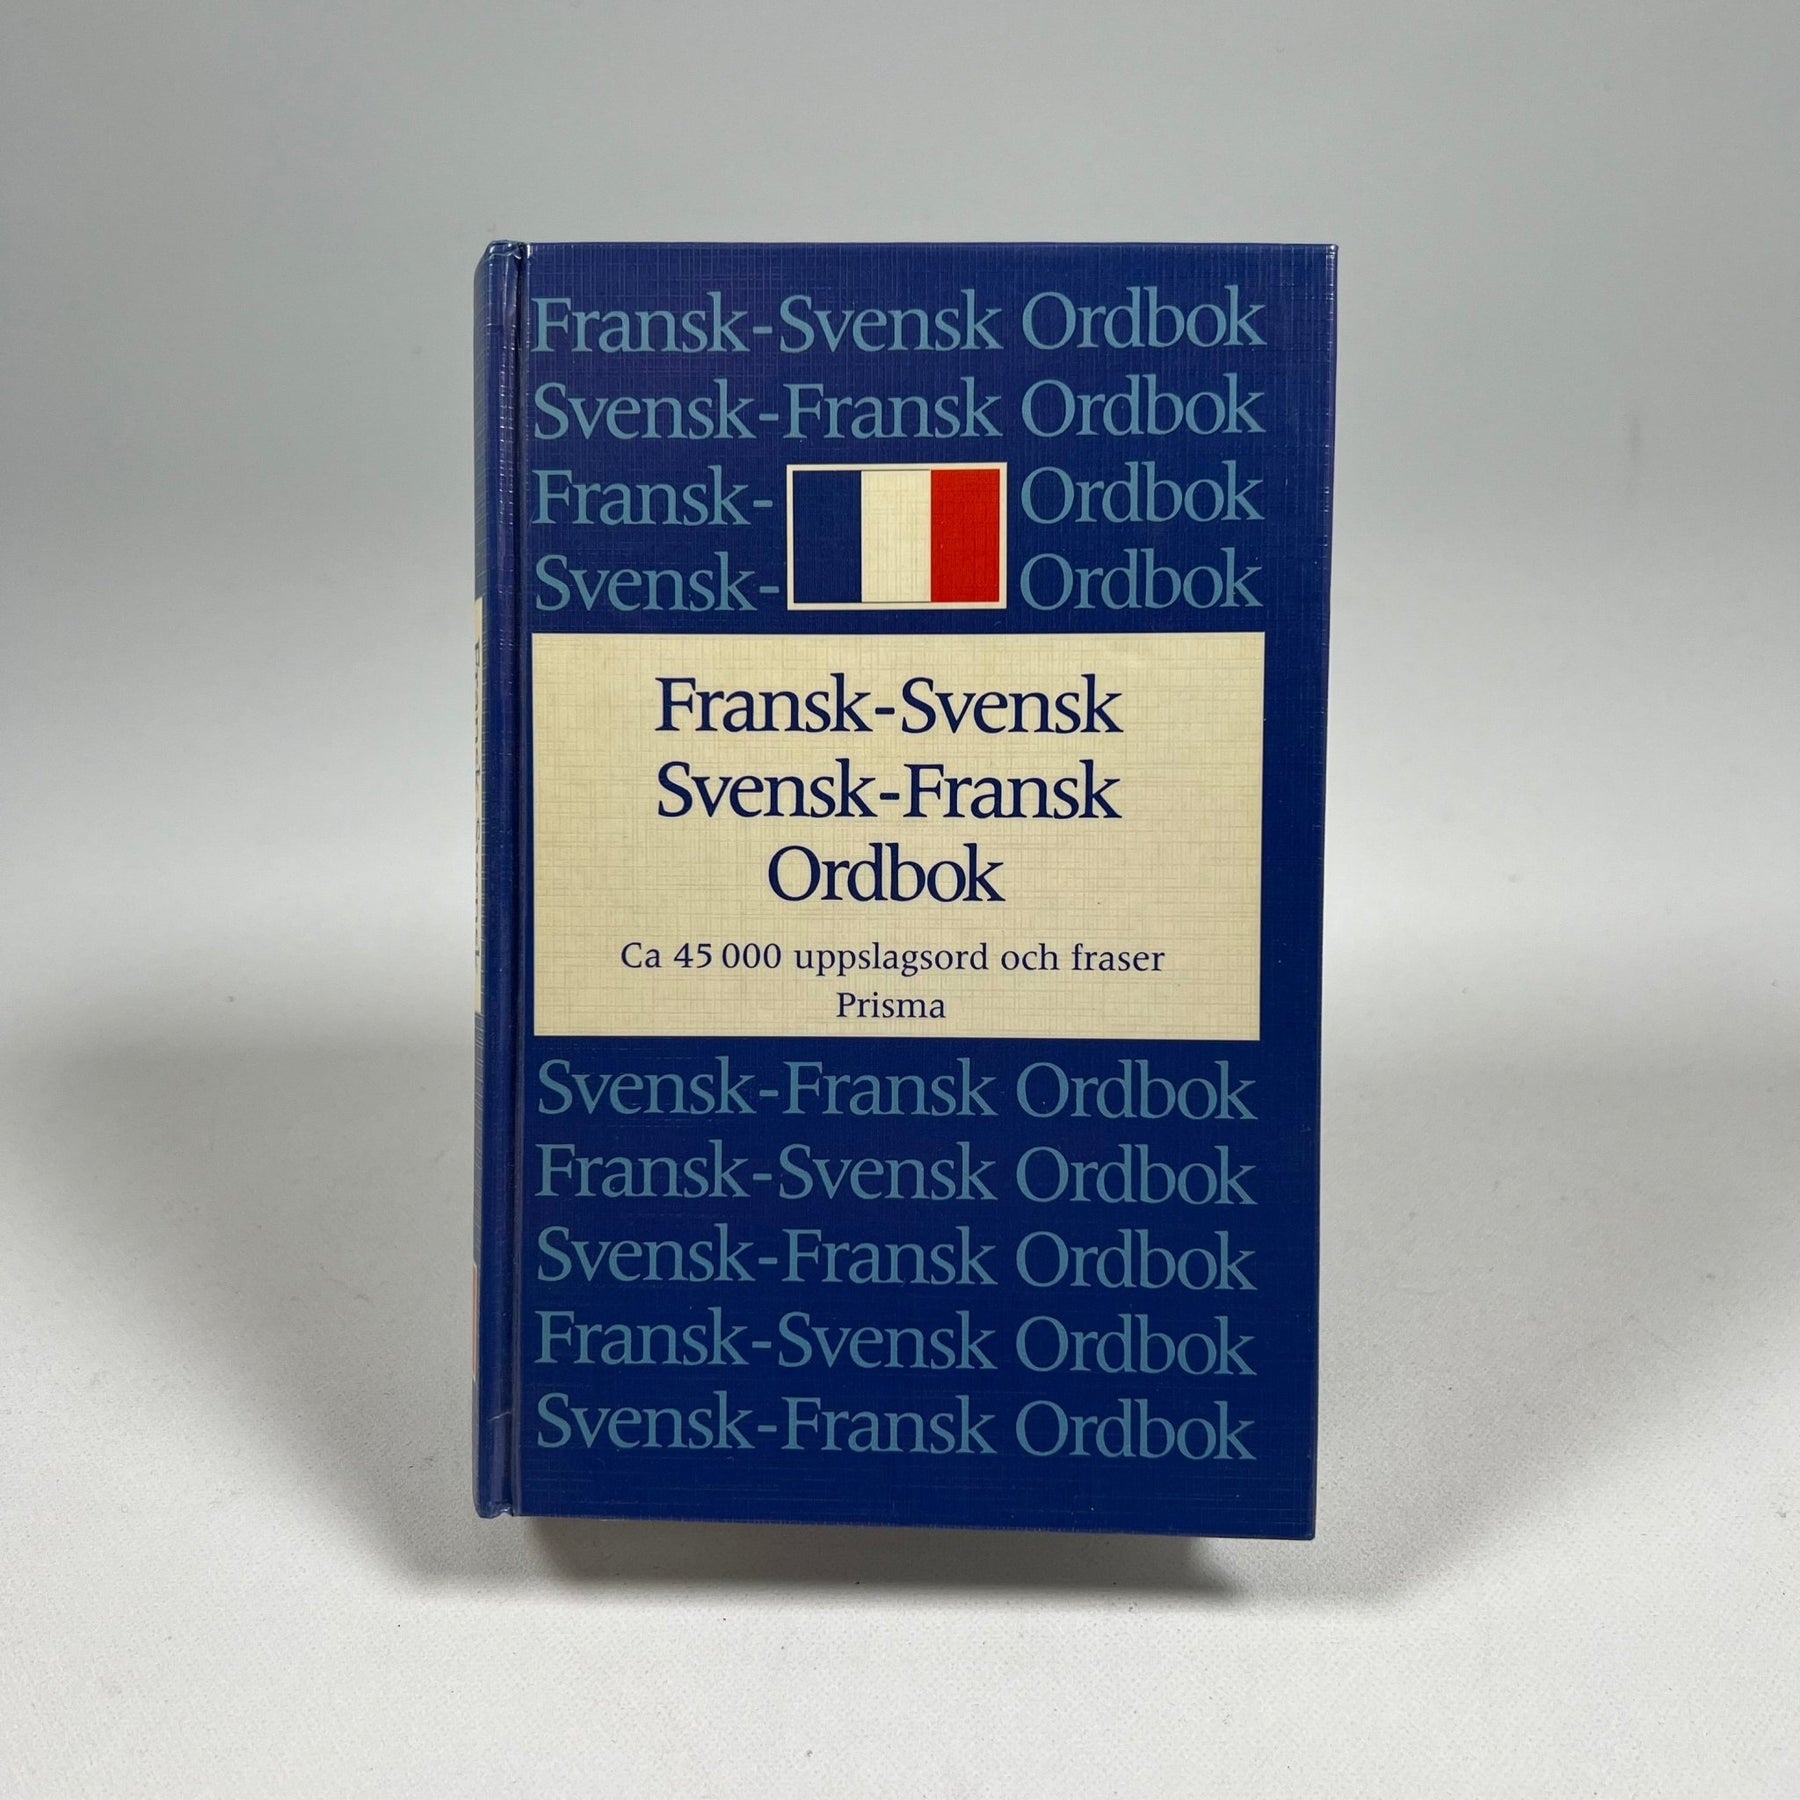 Fransk-Svensk Ordbok
Svensk-Fransk Ordbok
Fransk- Ordbok
Svensk- Ordbok
Fransk-Svensk
Svensk-Fransk
Ordbok
Ca 45 000 uppslagsord och fraser
Prisma
Svensk-Fransk Ordbok
Fransk-Svensk Ordbok
Svensk-Fransk Ordbok
Fransk-Svensk Ordbok
Svensk-Fransk Ordbok